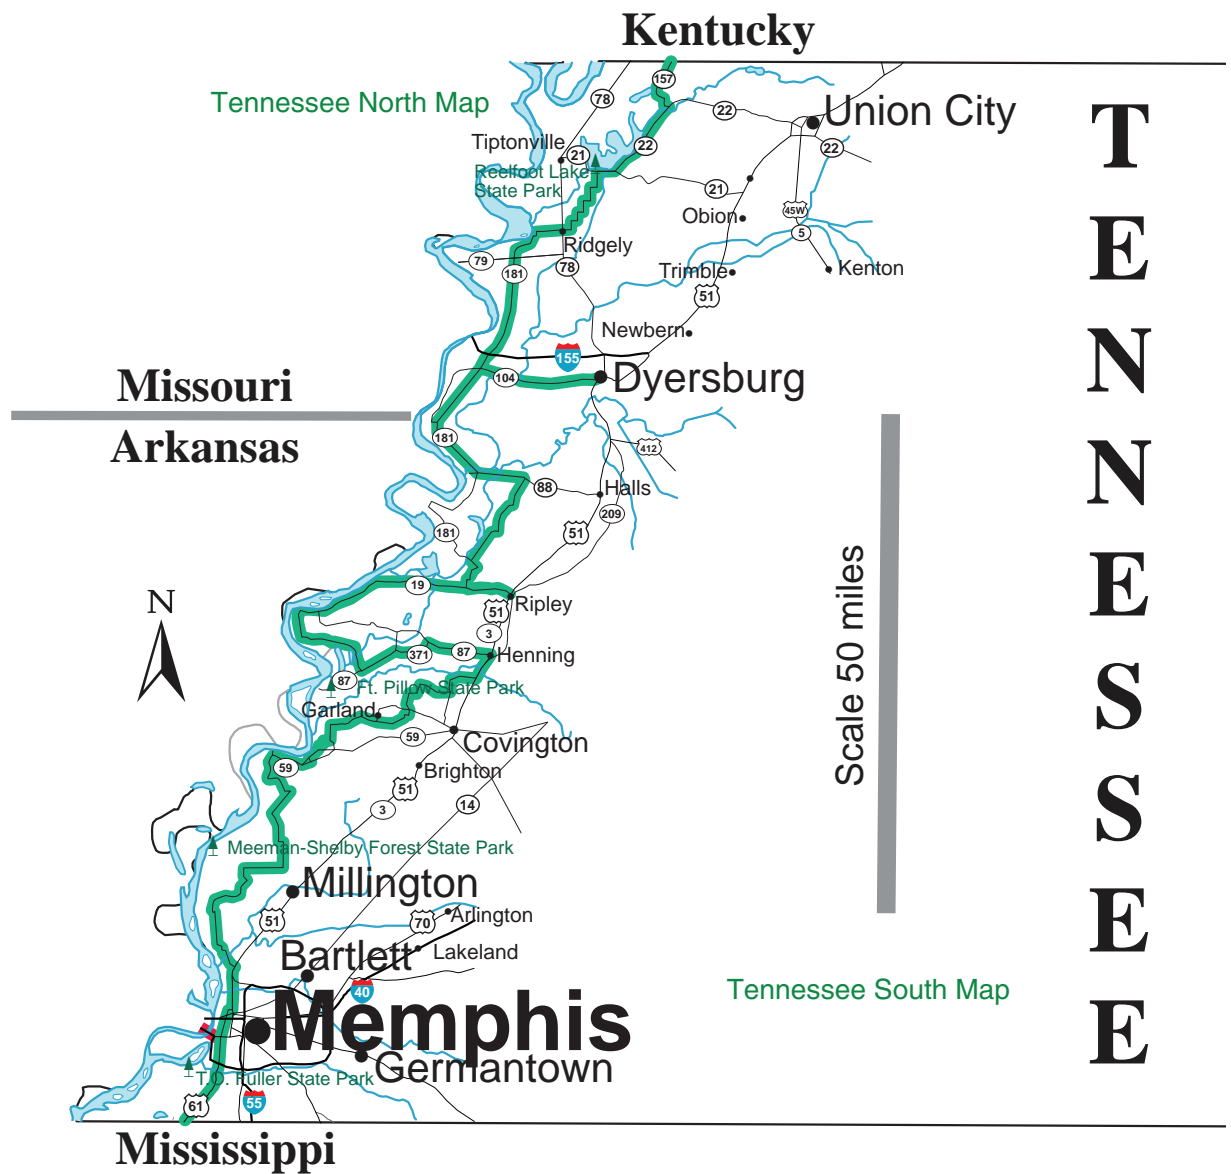 Kentucky
Tennessee North Map
157
78
22
Union City
Tiptonville
21
22
22
Reelfoot Lake
State Park
21
45W
Obion
5
Ridgely
79
78
181
Trimble
Kenton
51
Newbern
155
104
Dyersburg
Missouri
Arkansas
181
412
88
Halls
209
51
181
19
Ripley
51
3
N
371
87
Henning
87
Ft. Pillow State Park
Garland
59
Covington
59
Brighton
51
3
14
Meeman-Shelby Forest State Park
Millington
51
70
Arlington
Bartlett
Lakeland
40
Tennessee South Map
Memphis
Germantown
T.O. Fuller State Park
61
55
Mississippi
Scale 50 miles
TENNESSEE